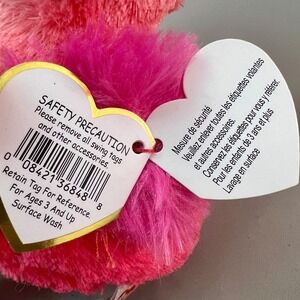 SAFETY PRECAUTION
Please remove all swing tags
and other accessories.
0 08421 36848 8
Retain Tag For Reference.
For Ages 3 And Up
Surface Wash
Mesure de sécurité
Veuillez enlever toutes les étiquettes volantes
et autres accessoires.
Conservez les étiquettes pour vous y référer.
Pour les enfants de 3 ans et plus
Lavage en surface